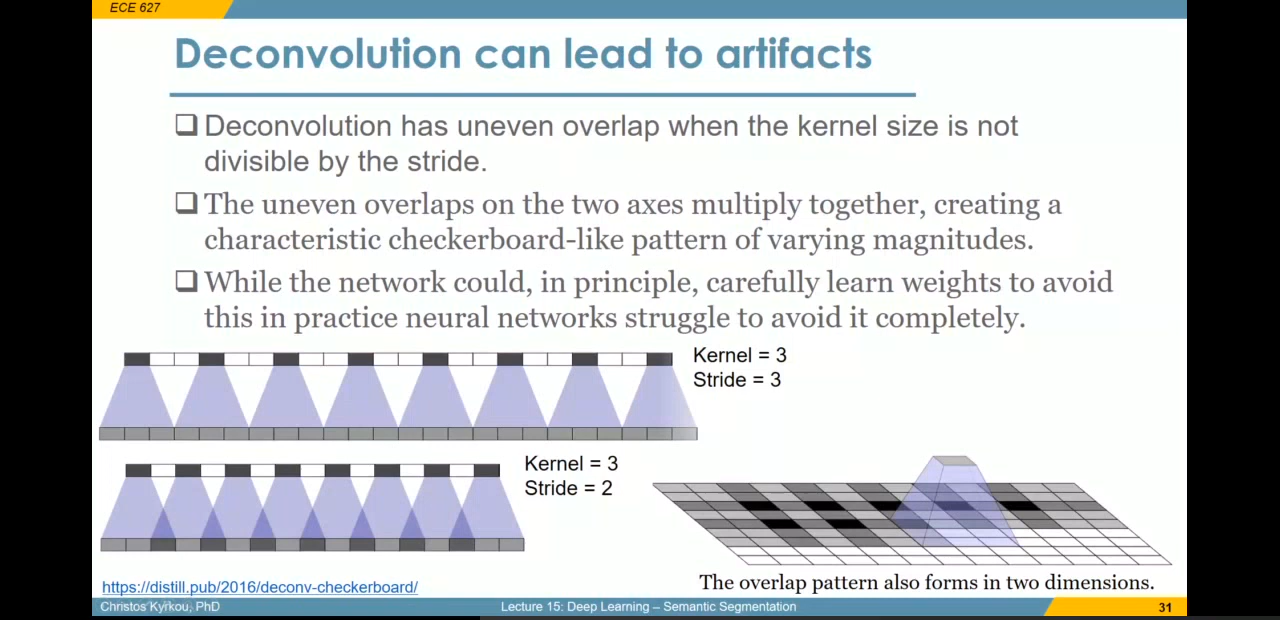 ECE 627
Deconvolution can lead to artifacts
Deconvolution has uneven overlap when the kernel size is not
divisible by the stride.
The uneven overlaps on the two axes multiply together, creating a
characteristic checkerboard-like pattern of varying magnitudes.
While the network could, in principle, carefully learn weights to avoid
this in practice neural networks struggle to avoid it completely.
Kernel = 3
Stride = 3
Kernel = 3
Stride = 2
The overlap pattern also forms in two dimensions.
https://distill.pub/2016/deconv-checkerboard/
Christos Kyrkou, PhD
Lecture 15: Deep Learning – Semantic Segmentation
31